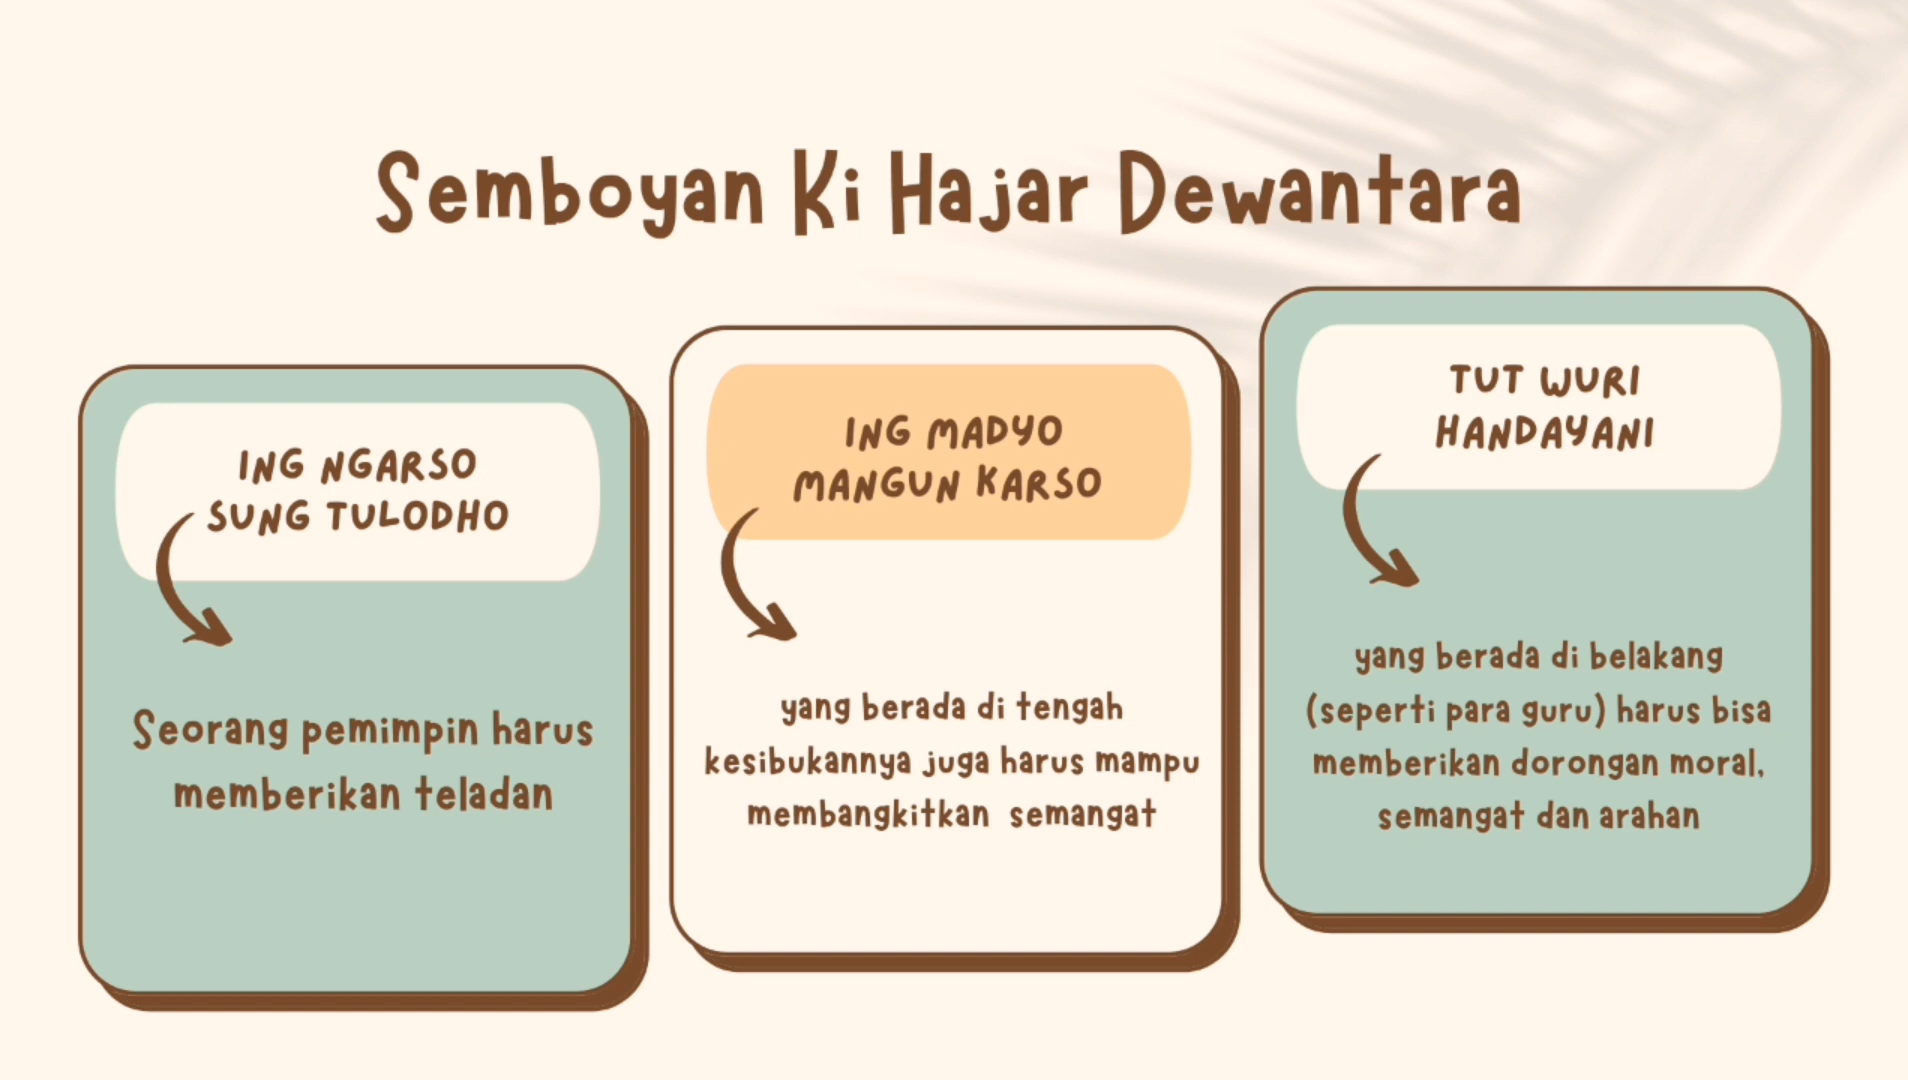 Semboyan Ki Hajar Dewantara
ING NGARSO
SUNG TULODHO
Seorang pemimpin harus
memberikan teladan
ING MADYO
MANGUN KARSO
yang berada di tengah
kesibukannya juga harus mampu
membangkitkan semangat
TUT WURI
HANDAYANI
yang berada di belakang
(seperti para guru) harus bisa
memberikan dorongan moral,
semangat dan arahan